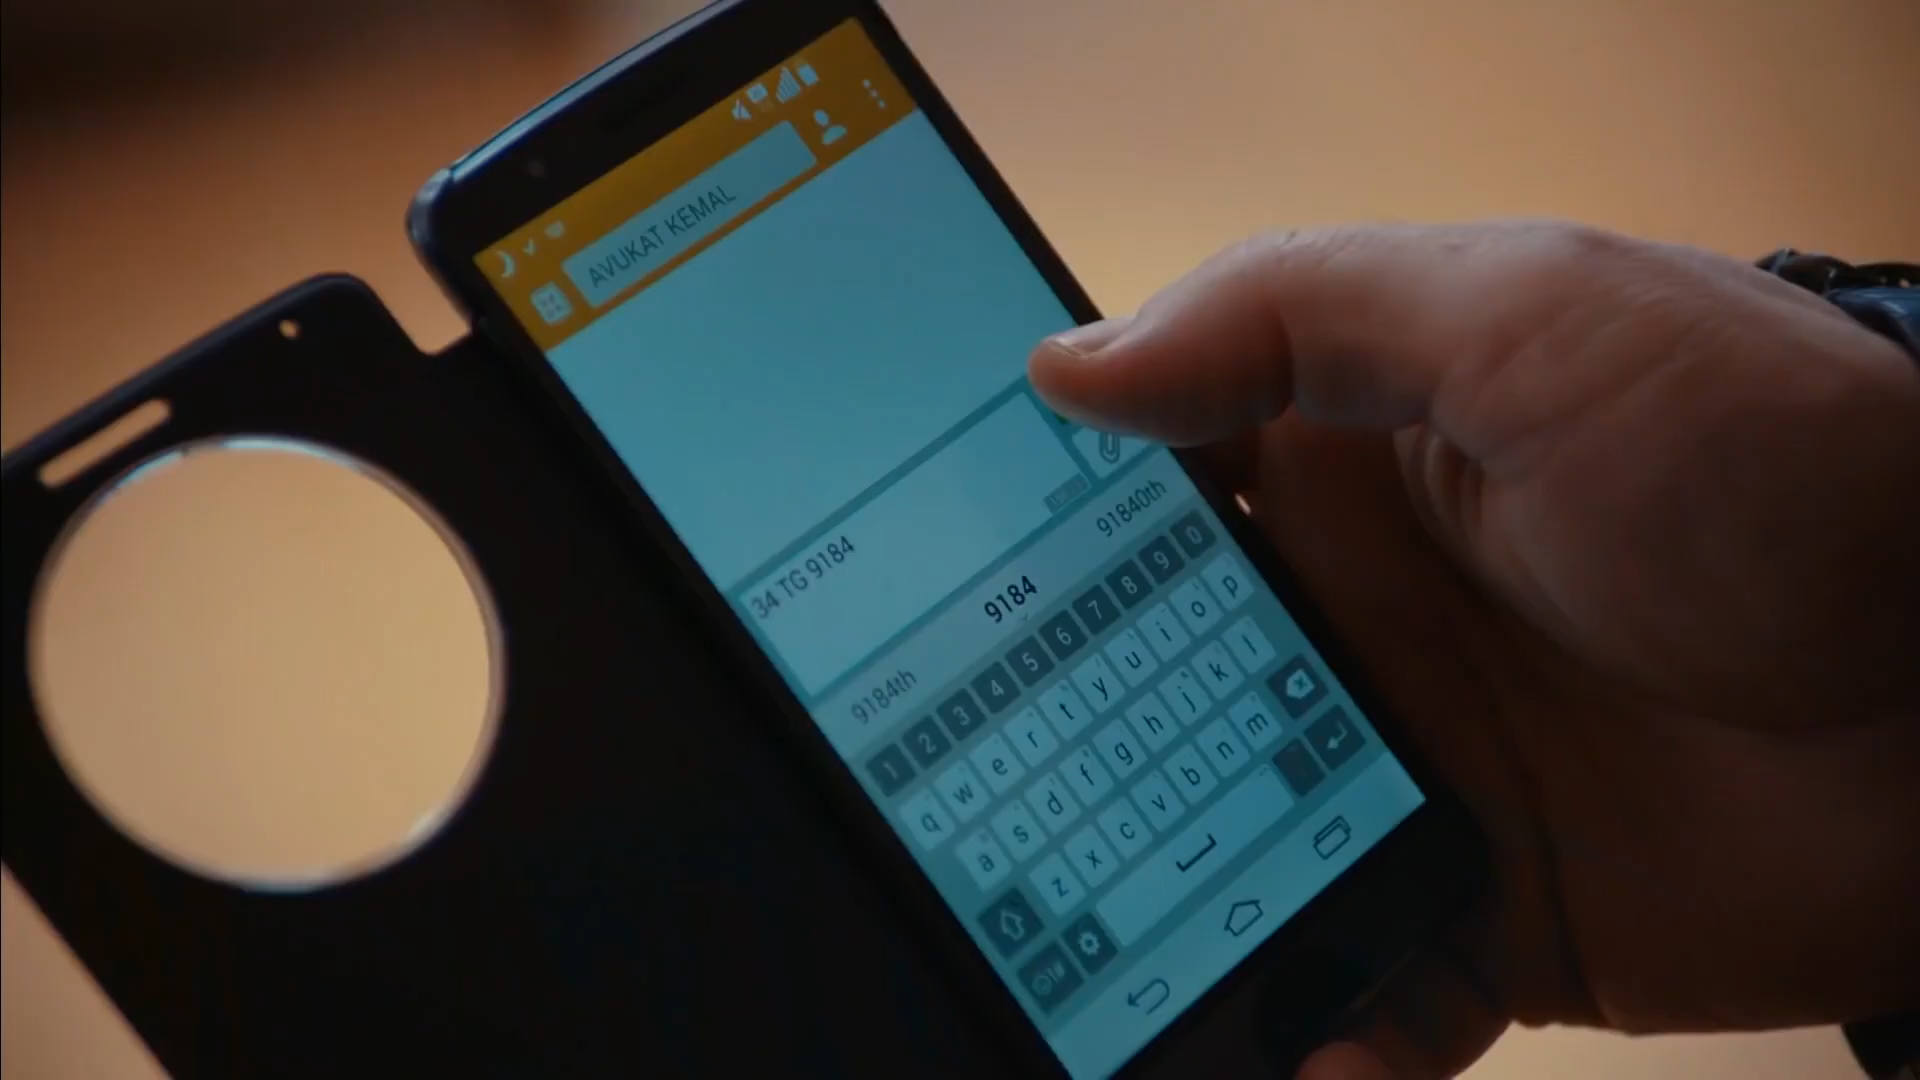 AVUKAT KEMAL
34 TG 9184
9184th
9184
91840th
1 2 3 4 5 6 7 8 9 0
q w e r t y u i o p
a s d f g h j k l
z x c v b n m